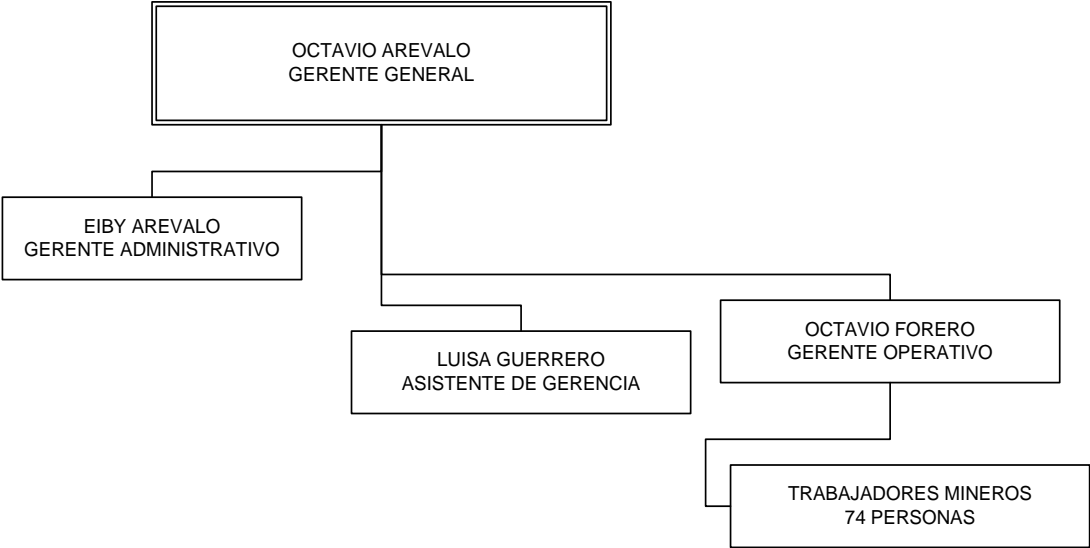 OCTAVIO AREVALO
GERENTE GENERAL
EIBY AREVALO
GERENTE ADMINISTRATIVO
LUISA GUERRERO
ASISTENTE DE GERENCIA
OCTAVIO FORERO
GERENTE OPERATIVO
TRABAJADORES MINEROS
74 PERSONAS